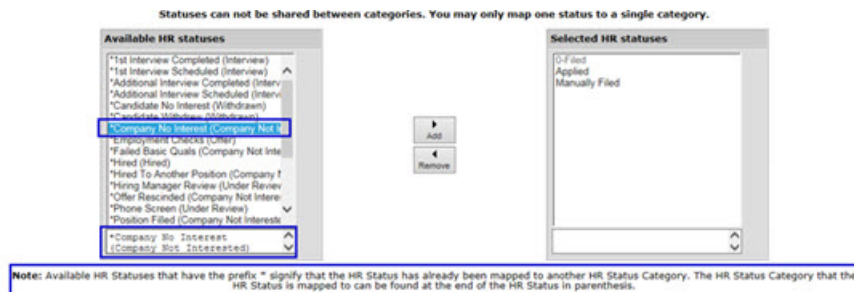 Statuses can not be shared between categories. You may only map one status to a single category.
Available HR statuses
*1st Interview Completed (Interview)
*1st Interview Scheduled (Interview)
*Additional Interview Completed (Interv
*Additional Interview Scheduled (Intervi
*Candidate No Interest (Withdrawn)
*Candidate Withdrew (Withdrawn)
*Company No Interest (Company Not I
*Employment Checks (Offer)
*Failed Basic Quals (Company Not Inte
*Hired (Hired)
*Hired To Another Position (Company N
*Hiring Manager Review (Under Review
*Offer Rescinded (Company Not Intere
*Phone Screen (Under Review)
*Position Filled (Company Not Intereste
*Company No Interest
(Company Not Interested)
Add
Remove
Selected HR statuses
0-Filed
Applied
Manually Filed
Note: Available HR Statuses that have the prefix * signify that the HR Status has already been mapped to another HR Status Category. The HR Status Category that the
HR Status is mapped to can be found at the end of the HR Status in parenthesis.